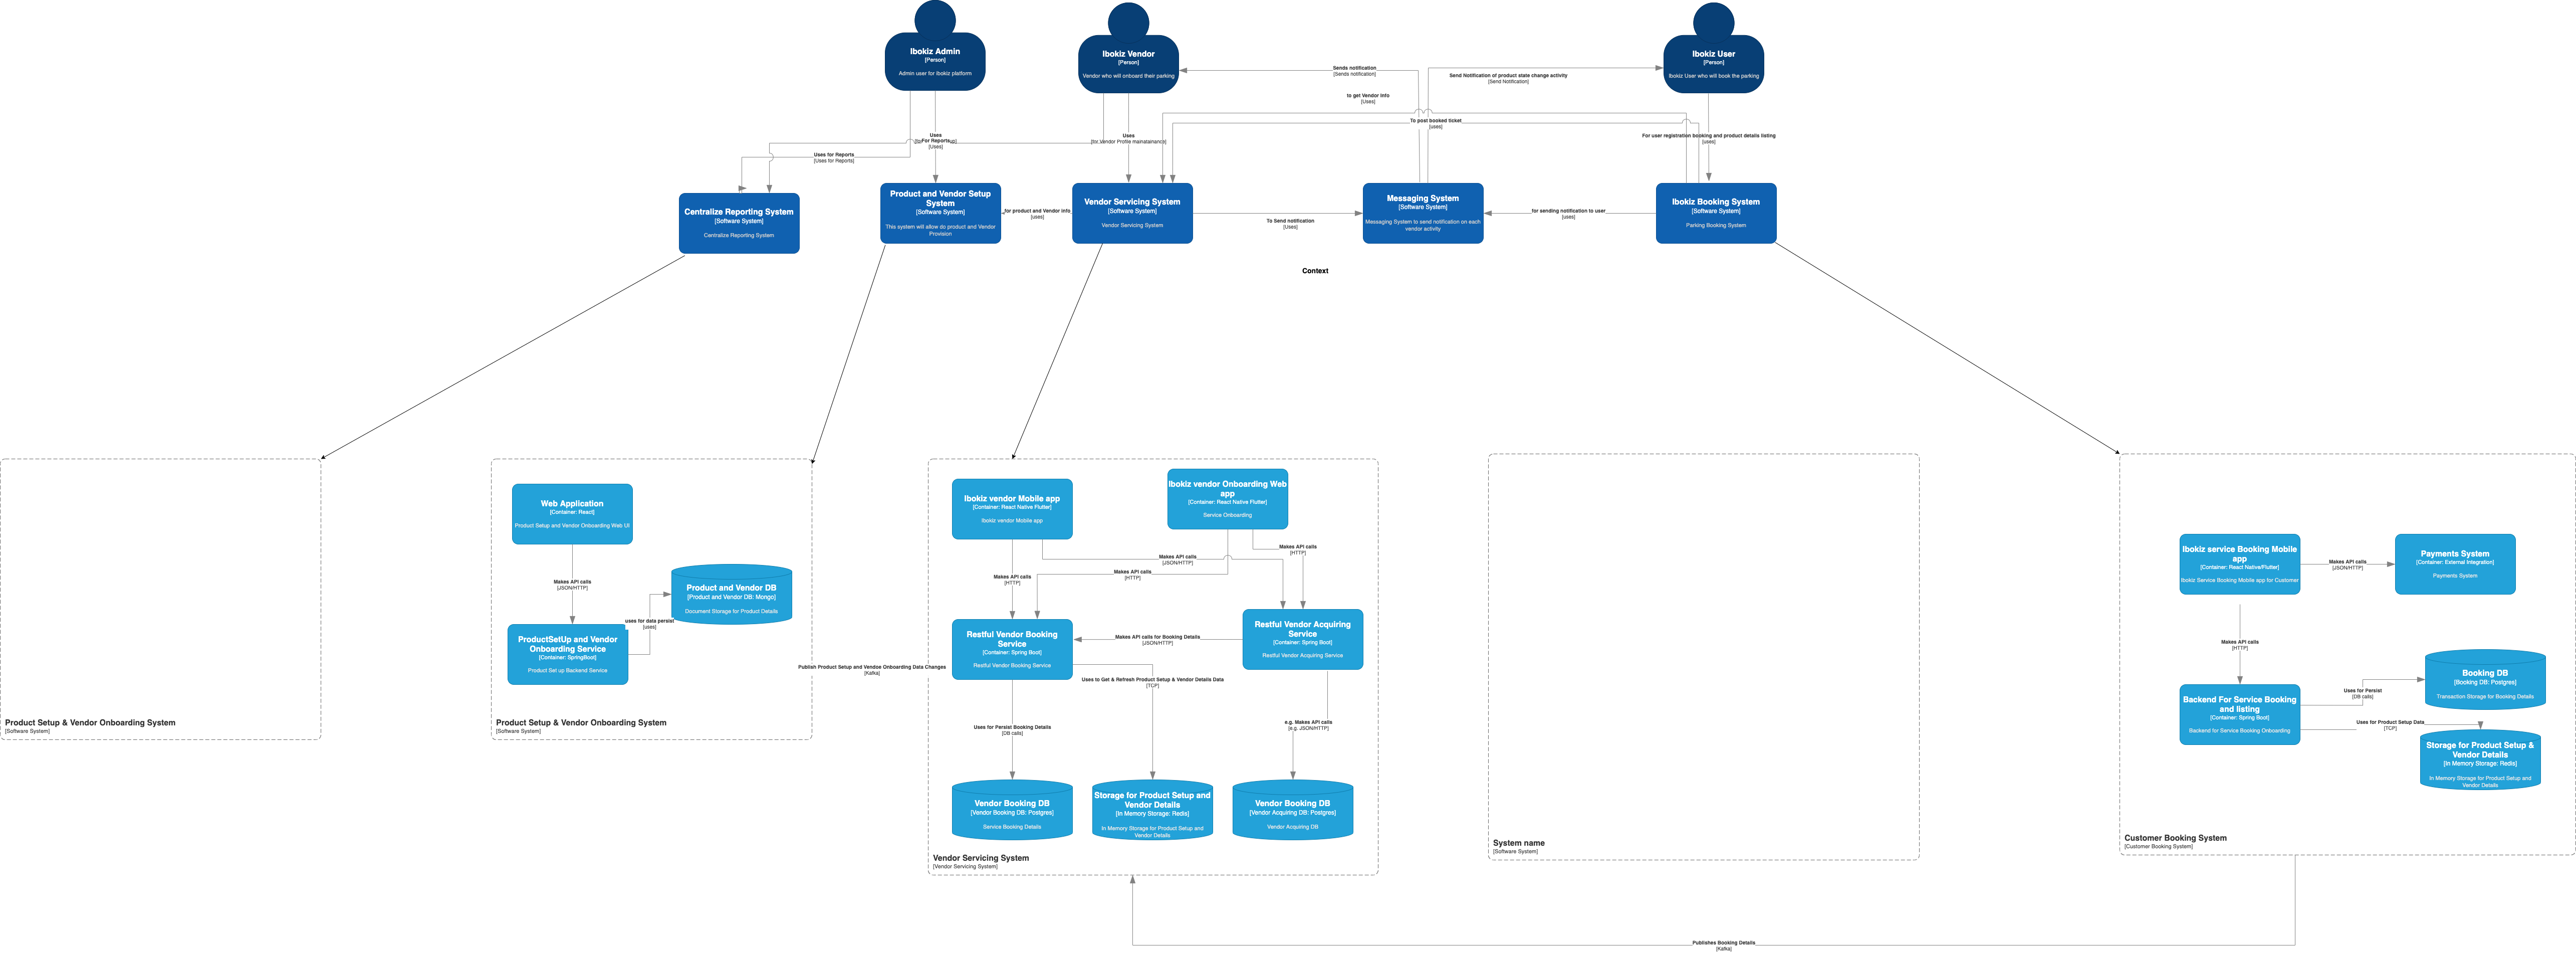 Ibokiz Admin
[Person]
Admin user for Ibokiz platform
Ibokiz Vendor
[Person]
Vendor who will onboard their parking
Ibokiz User
[Person]
Ibokiz User who will book the parking
Sends notification
[Sends notification]
Send Notification of product state change activity
[Send Notification]
to get Vendor Info
[Uses]
To post booked ticket
[uses]
Uses
For Reports
[Uses]
Uses
[for Vendor Profile maintatnance]
For user registration booking and product details listing
[uses]
Uses for Reports
[Uses for Reports]
Centralize Reporting System
[Software System]
Centralize Reporting System
Product and Vendor Setup
System
[Software System]
This system will allow do product and Vendor
Provision
for product and Vendor info
[uses]
Vendor Servicing System
[Software System]
Vendor Servicing System
To Send notification
[Uses]
Messaging System
[Software System]
Messaging System to send notification on each
vendor activity
for sending notification to user
[uses]
Ibokiz Booking System
[Software System]
Parking Booking System
Context
Product Setup & Vendor Onboarding System
[Software System]
Web Application
[Container: React]
Product Setup and Vendor Onboarding Web UI
Makes API calls
[JSON/HTTP]
Product and Vendor DB
[Product and Vendor DB: Mongo]
Document Storage for Product Details
uses for data persist
[uses]
ProductSetUp and Vendor
Onboarding Service
[Container: SpringBoot]
Product Set up Backend Service
Product Setup & Vendor Onboarding System
[Software System]
Publish Product Setup and Vendoe Onboarding Data Changes
[Kafka]
Ibokiz vendor Mobile app
[Container: React Native Flutter]
Ibokiz vendor Mobile app
Ibokiz vendor Onboarding Web
app
[Container: React Native Flutter]
Service Onboarding
Makes API calls
[HTTP]
Makes API calls
[JSON/HTTP]
Makes API calls
[HTTP]
Makes API calls
[HTTP]
Restful Vendor Booking
Service
[Container: Spring Boot]
Restful Vendor Booking Service
Makes API calls for Booking Details
[JSON/HTTP]
Restful Vendor Acquiring
Service
[Container: Spring Boot]
Restful Vendor Acquiring Service
Uses to Get & Refresh Product Setup & Vendor Details Data
[TCP]
Uses for Persist Booking Details
[DB calls]
e.g. Makes API calls
[e.g. JSON/HTTP]
Vendor Booking DB
[Vendor Booking DB: Postgres]
Service Booking Details
Storage for Product Setup and
Vendor Details
[In Memory Storage: Redis]
In Memory Storage for Product Setup and
Vendor Details
Vendor Booking DB
[Vendor Acquiring DB: Postgres]
Vendor Acquiring DB
Vendor Servicing System
[Vendor Servicing System]
System name
[Software System]
Ibokiz service Booking Mobile
app
[Container: React Native/Flutter]
Ibokiz Service Booking Mobile app for Customer
Makes API calls
[JSON/HTTP]
Payments System
[Container: External Integration]
Payments System
Makes API calls
[HTTP]
Backend For Service Booking
and listing
[Container: Spring Boot]
Backend for Service Booking Onboarding
Uses for Persist
[DB calls]
Booking DB
[Booking DB: Postgres]
Transaction Storage for Booking Details
Uses for Product Setup Data
[TCP]
Storage for Product Setup &
Vendor Details
[In Memory Storage: Redis]
In Memory Storage for Product Setup and
Vendor Details
Customer Booking System
[Customer Booking System]
Publishes Booking Details
[Kafka]